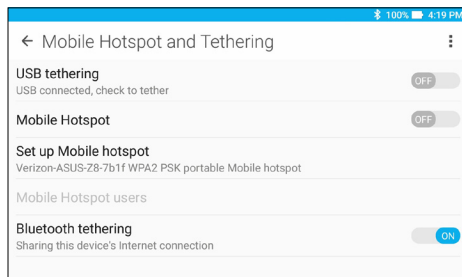 100% 4:19 PM
Mobile Hotspot and Tethering
USB tethering
USB connected, check to tether
OFF
Mobile Hotspot
OFF
Set up Mobile hotspot
Verizon-ASUS-Z8-7b1f WPA2 PSK portable Mobile hotspot
Mobile Hotspot users
Bluetooth tethering
Sharing this device's Internet connection
ON